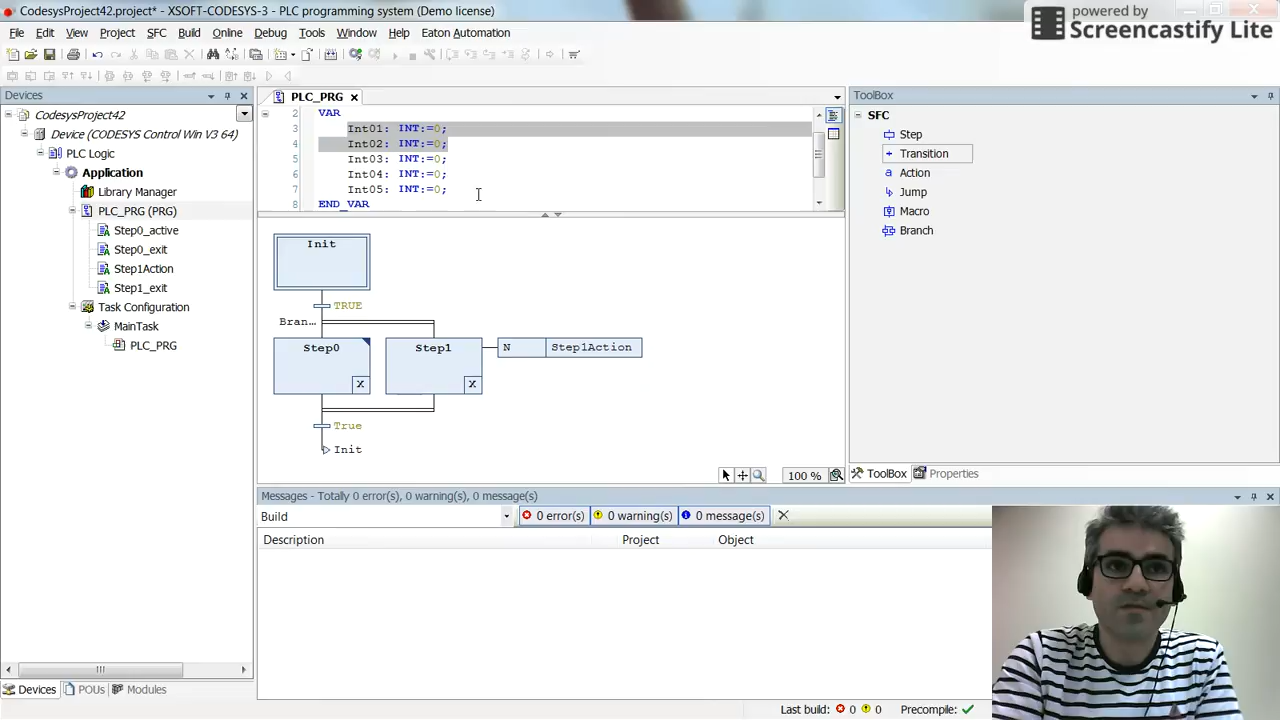 CodesysProject42.project* - XSOFT-CODESYS-3 - PLC programming system (Demo license)
powered by
Screencastify Lite
File Edit View Project SFC Build Online Debug Tools Window Help Eaton Automation
Devices
PLC_PRG
ToolBox
CodesysProject42
Device (CODESYS Control Win V3 64)
PLC Logic
Application
Library Manager
PLC_PRG (PRG)
Step0_active
Step0_exit
Step1Action
Step1_exit
Task Configuration
MainTask
PLC_PRG
2 VAR
3 Int01: INT:=0;
4 Int02: INT:=0;
5 Int03: INT:=0;
6 Int04: INT:=0;
7 Int05: INT:=0;
8 END_VAR
Init
TRUE
Bran...
Step0
X
Step1
X
N Step1Action
True
Init
100 %
SFC
Step
Transition
Action
Jump
Macro
Branch
ToolBox Properties
Messages - Totally 0 error(s), 0 warning(s), 0 message(s)
Build
0 error(s) 0 warning(s) 0 message(s)
Description Project Object
Devices POUs Modules
Last build: 0 0 Precompile: